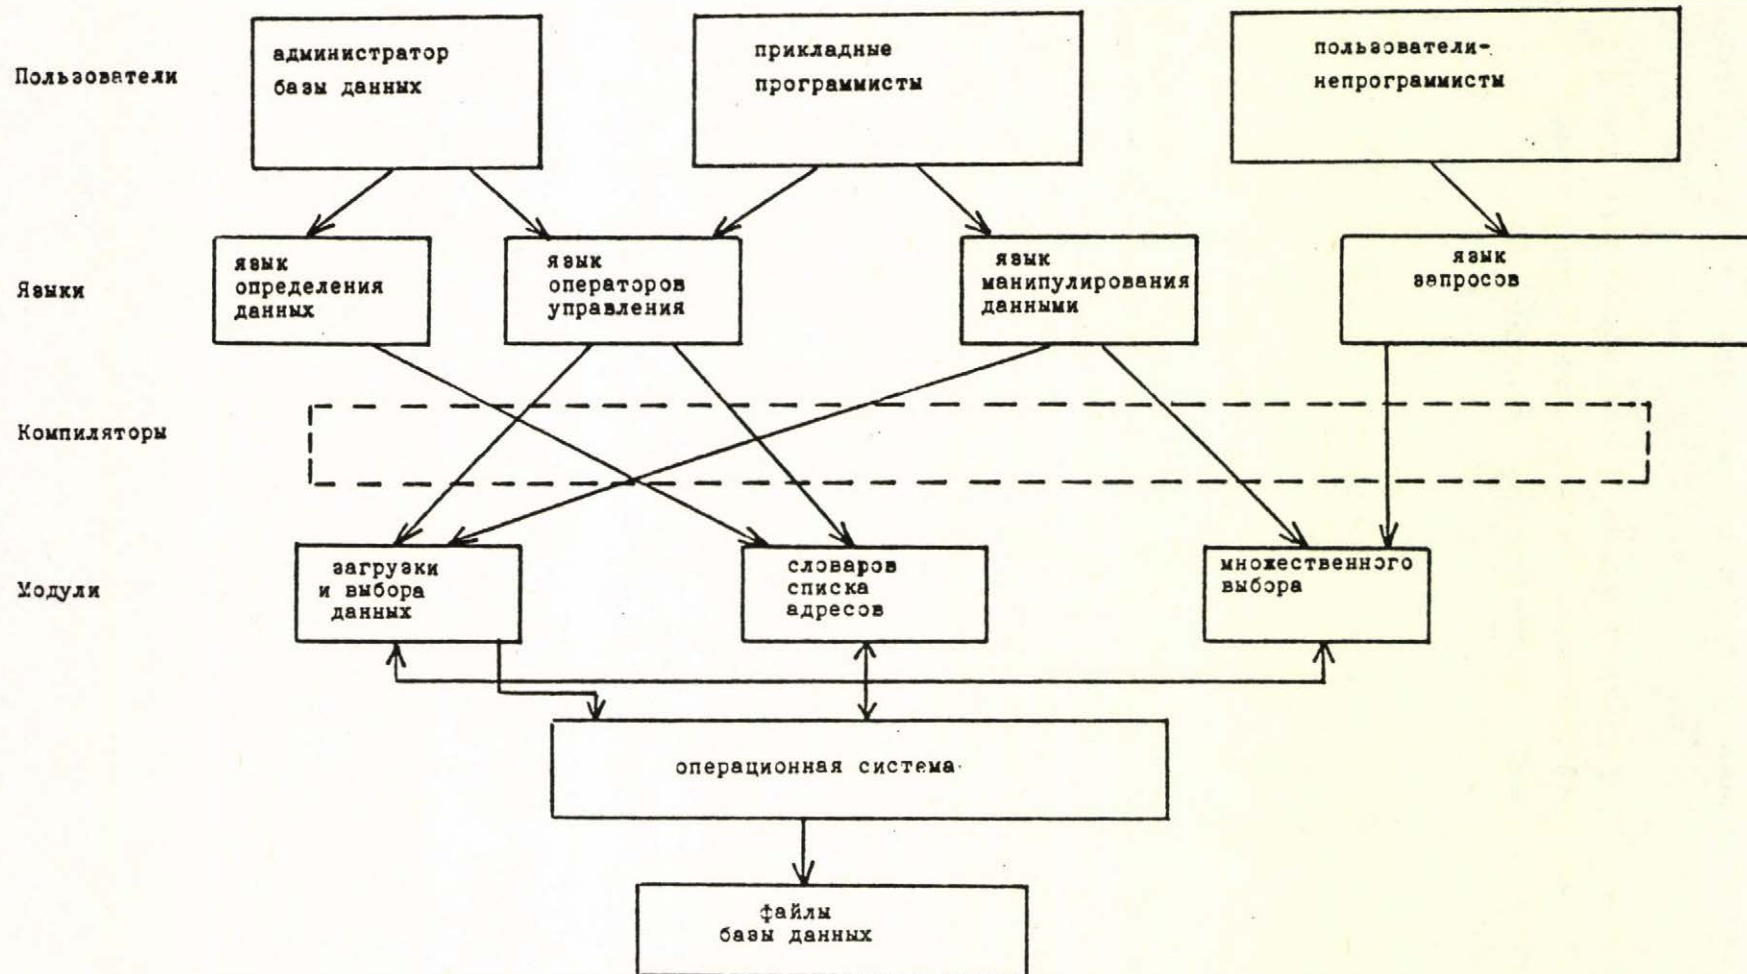 Пользователи
администратор
базы данных
прикладные
программисты
пользователи-
непрограммисты
Языки
язык
определения
данных
язык
операторов
управления
язык
манипулирования
данными
язык
запросов
Компиляторы
Модули
загрузки
и выбора
данных
словаров
списка
адресов
множественного
выбора
операционная система
файлы
базы данных